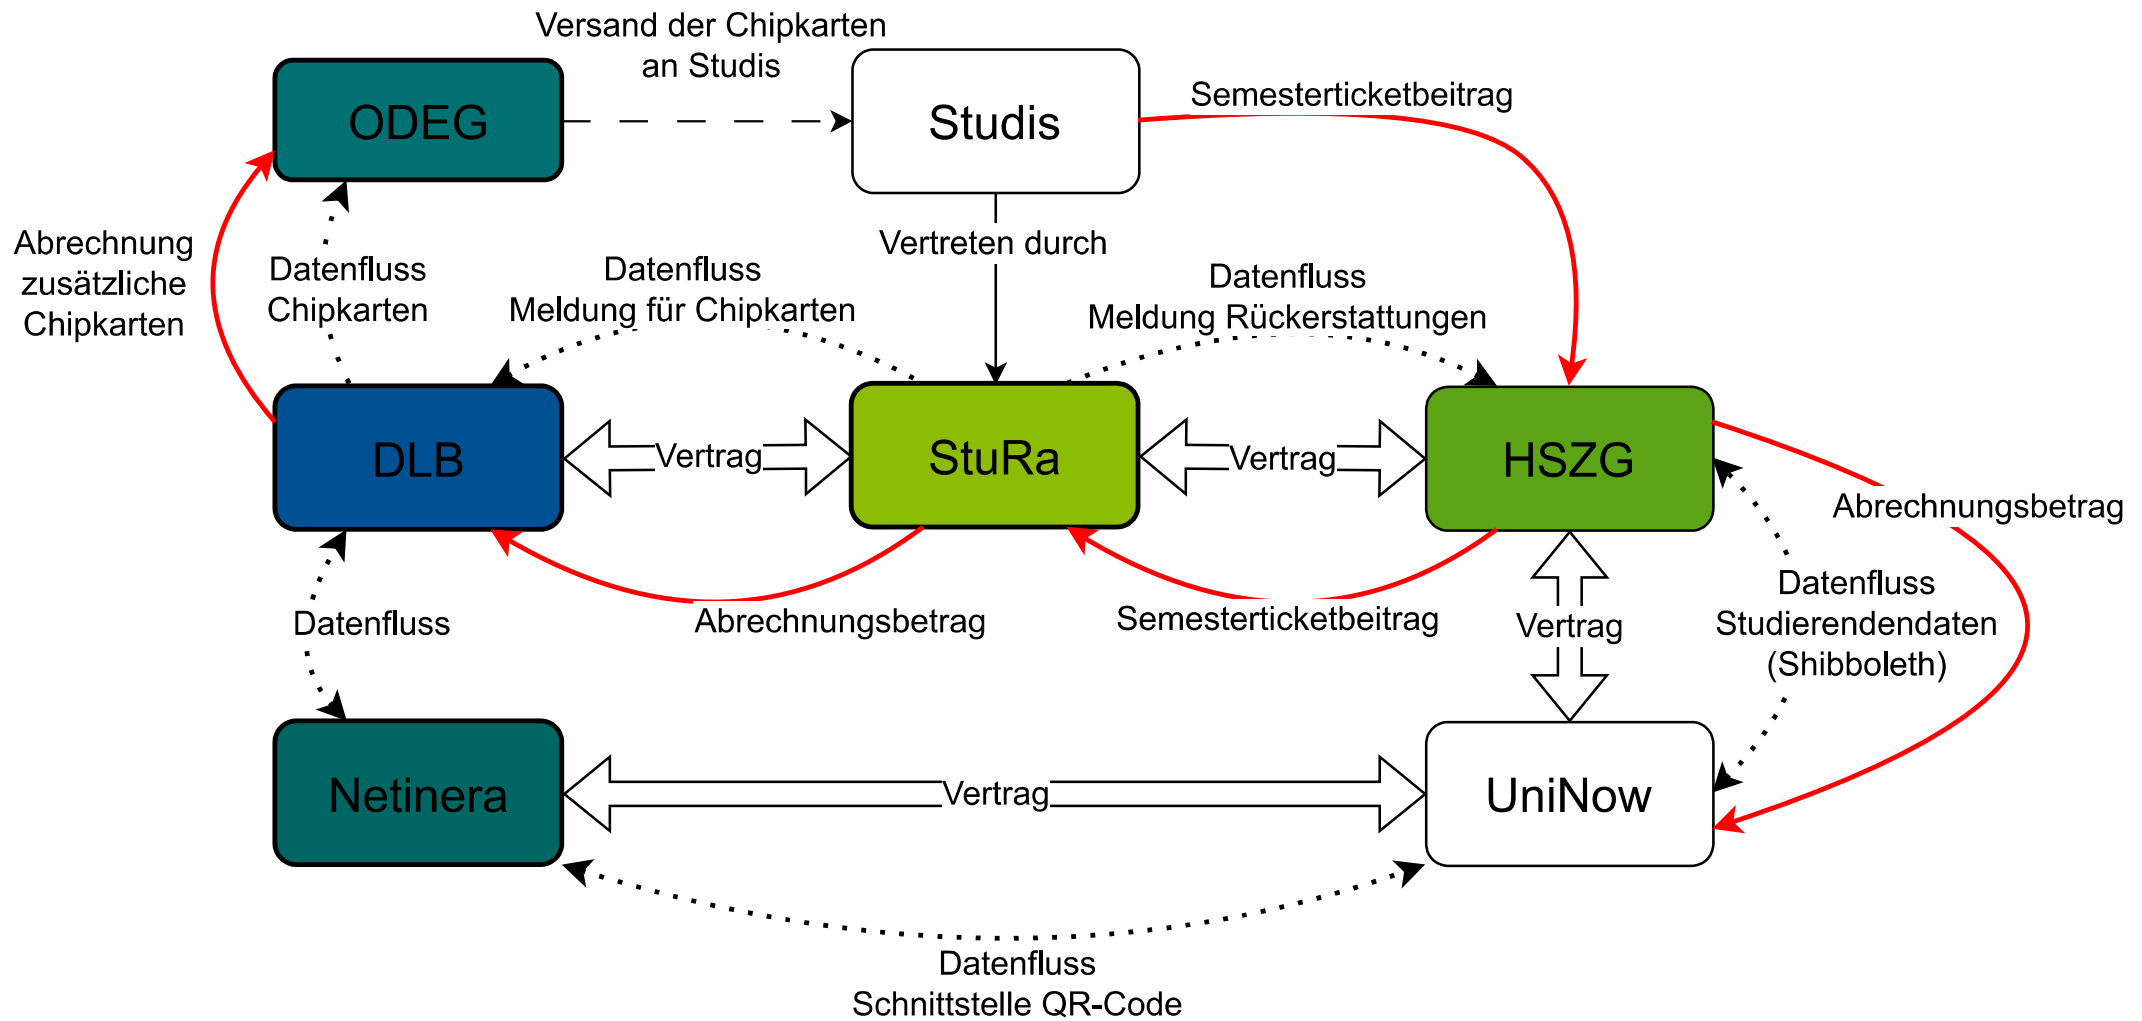 Versand der Chipkarten
an Studis
ODEG
Studis
Semesterticketbeitrag
Abrechnung
zusätzliche
Chipkarten
Datenfluss
Chipkarten
Datenfluss
Meldung für Chipkarten
Vertreten durch
Datenfluss
Meldung Rückerstattungen
DLB
Vertrag
StuRa
Vertrag
HSZG
Abrechnungsbetrag
Datenfluss
Abrechnungsbetrag
Semesterticketbeitrag
Vertrag
Datenfluss
Studierendendaten
(Shibboleth)
Netinera
Vertrag
UniNow
Datenfluss
Schnittstelle QR-Code